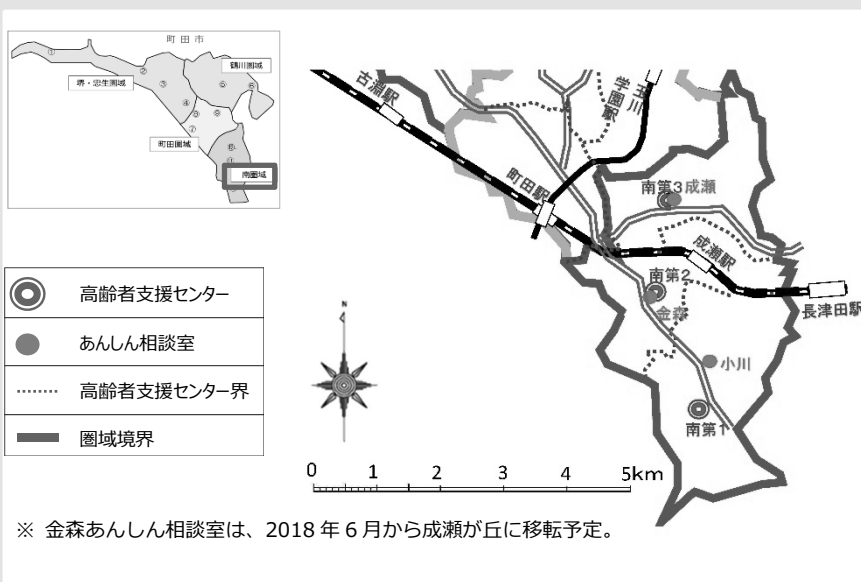 町田市
①
②
③
④
⑤
⑥
⑦
堺・忠生圏域
鶴川圏域
町田圏域
南圏域
古淵駅
玉川
学園駅
町田駅
南第3
成瀬
成瀬駅
南第2
金森
長津田駅
小川
南第1
高齢者支援センター
あんしん相談室
高齢者支援センター界
圏域境界
N
0 1 2 3 4 5km
※ 金森あんしん相談室は、2018 年 6 月から成瀬が丘に移転予定。